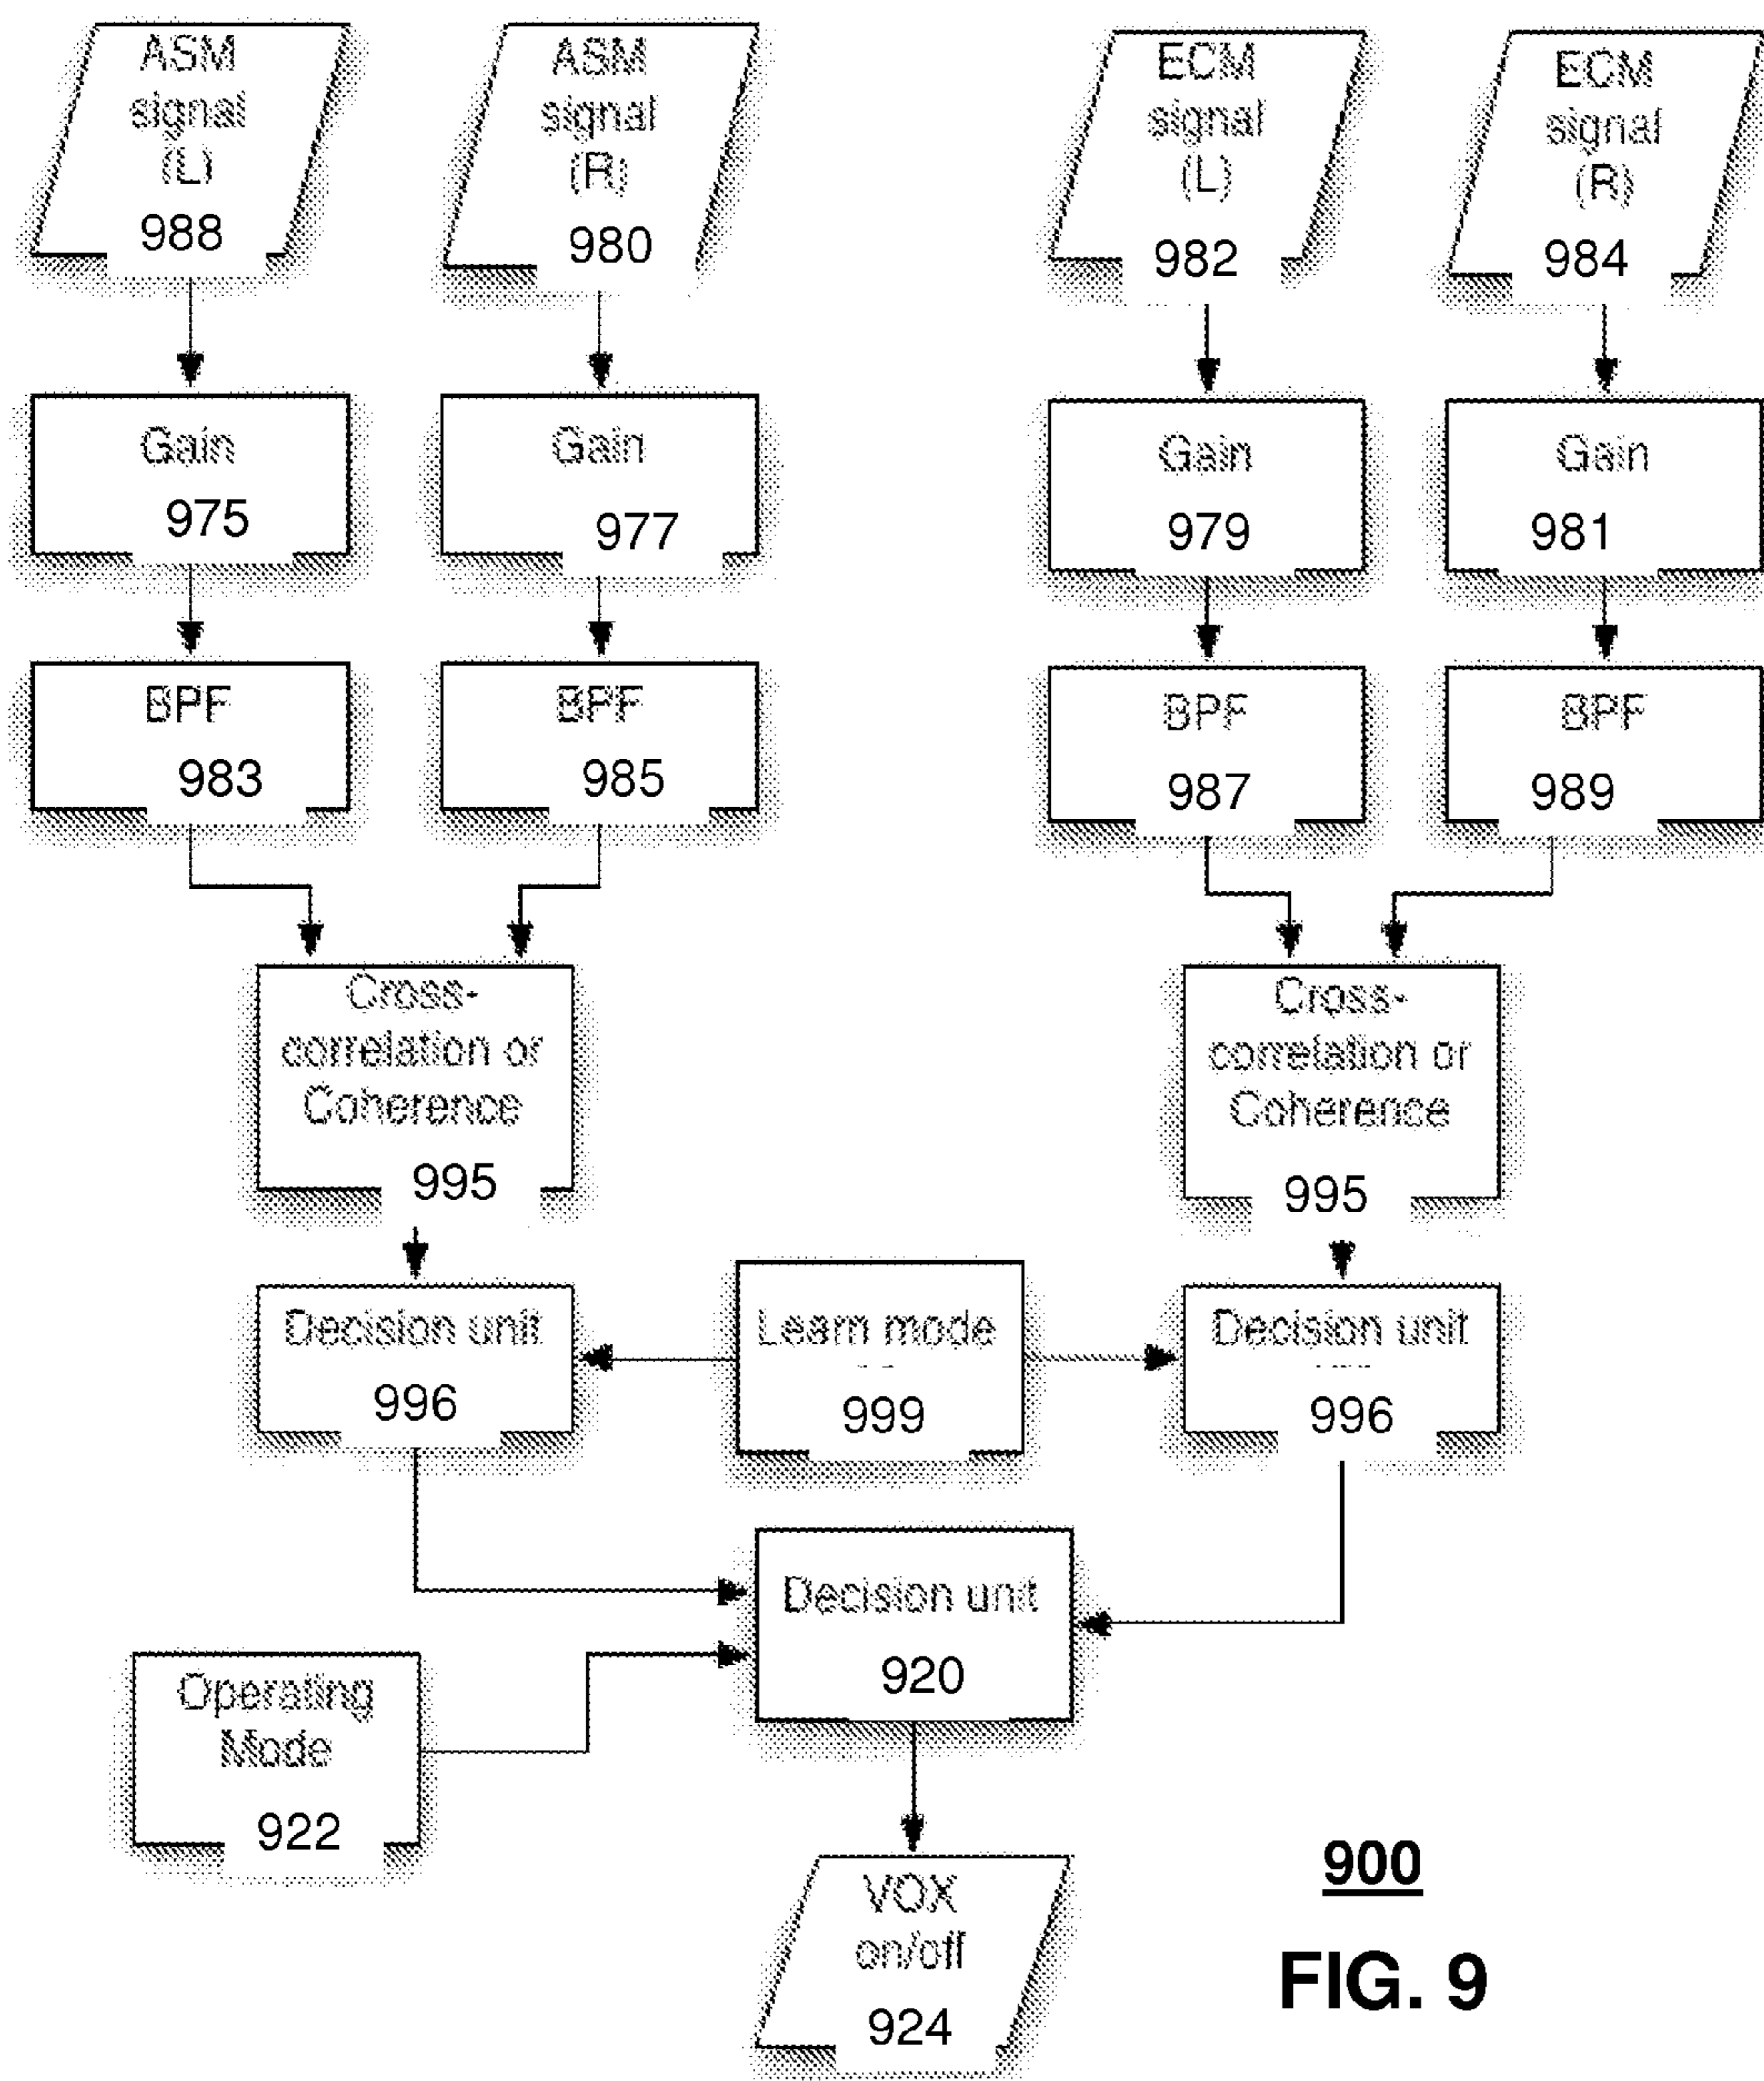 ASM
signal
(L)
988
ASM
signal
(R)
980
ECM
signal
(L)
982
ECM
signal
(R)
984
Gain
975
Gain
977
Gain
979
Gain
981
BPF
983
BPF
985
BPF
987
BPF
989
Cross-
correlation or
Coherence
995
Cross-
correlation or
Coherence
995
Decision unit
996
Learn mode
999
Decision unit
996
Decision unit
920
Operating
Mode
922
VOX
on/off
924
900
FIG. 9